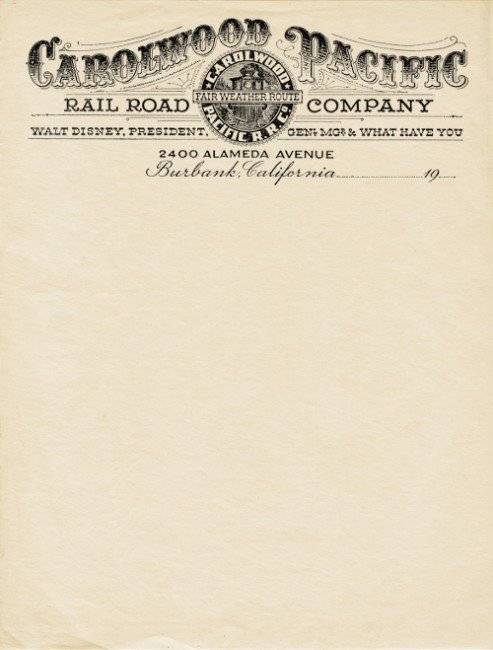 CAROLWOOD PACIFIC
CAROLWOOD
FAIR WEATHER ROUTE
PACIFIC R.R. Co.
RAIL ROAD COMPANY
WALT DISNEY, PRESIDENT, GENL MGR & WHAT HAVE YOU
2400 ALAMEDA AVENUE
Burbank, California 19